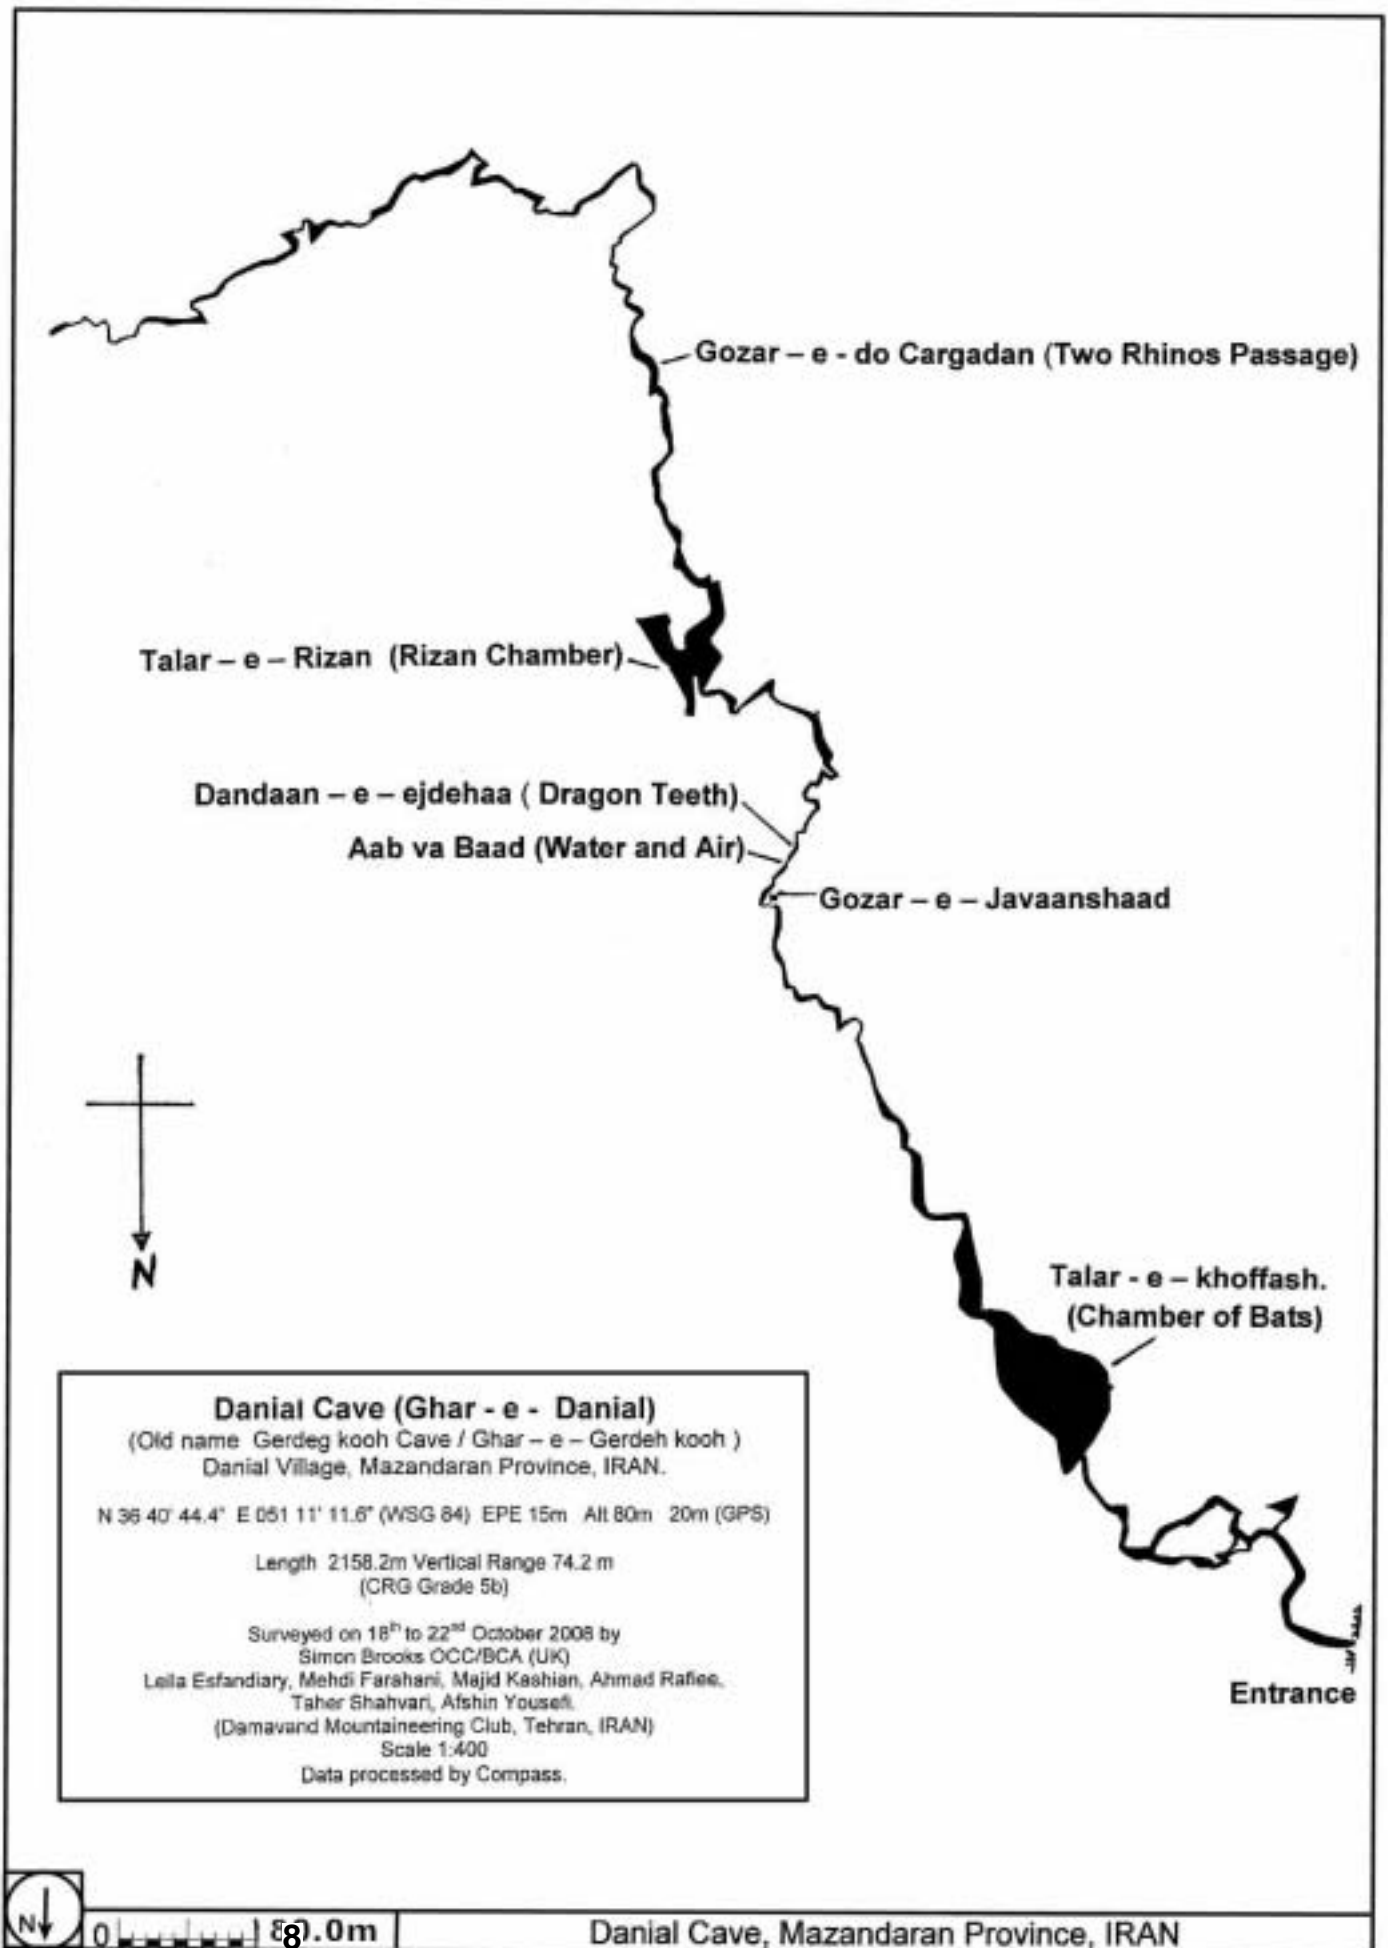 Gozar – e - do Cargadan (Two Rhinos Passage)
Talar – e – Rizan (Rizan Chamber)
Dandaan – e – ejdehaa ( Dragon Teeth)
Aab va Baad (Water and Air)
Gozar – e – Javaanshaad
N
Talar - e – khoffash.
(Chamber of Bats)
Danial Cave (Ghar - e - Danial)
(Old name Gerdeg kooh Cave / Ghar – e – Gerdeh kooh )
Danial Village, Mazandaran Province, IRAN.
N 36 40' 44.4" E 051 11' 11.6" (WSG 84) EPE 15m Alt 80m 20m (GPS)
Length 2158.2m Vertical Range 74.2 m
(CRG Grade 5b)
Surveyed on 18th to 22nd October 2008 by
Simon Brooks OCC/BCA (UK)
Leila Esfandiary, Mehdi Farahani, Majid Kashian, Ahmad Rafiee,
Taher Shahvari, Afshin Yousefi.
(Damavand Mountaineering Club, Tehran, IRAN)
Scale 1:400
Data processed by Compass.
Entrance
N
0
Danial Cave, Mazandaran Province, IRAN